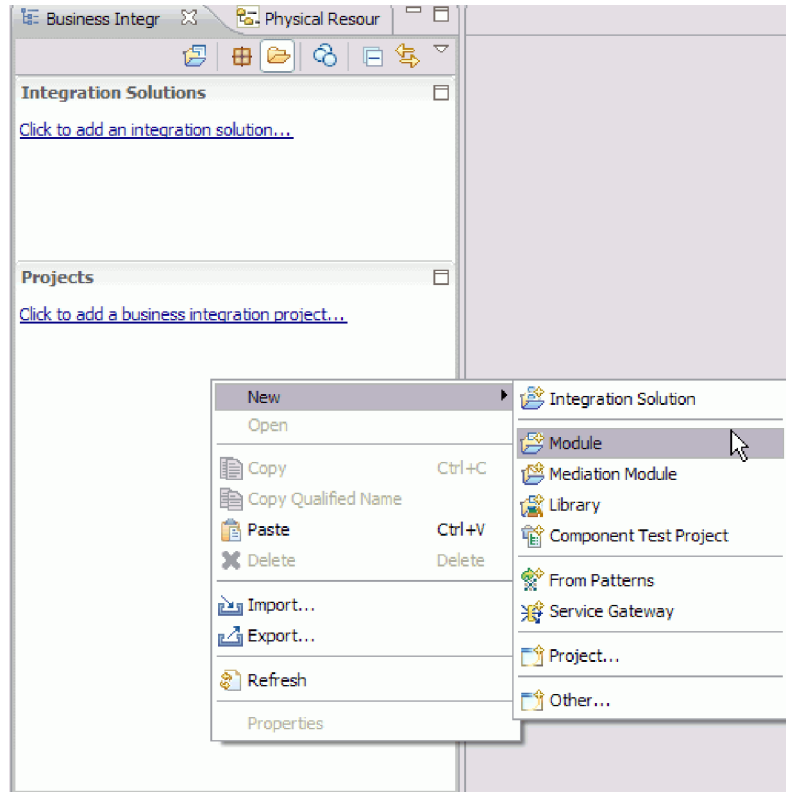 Business Integr
Physical Resour
Integration Solutions
Click to add an integration solution...
Projects
Click to add a business integration project...
New
Open
Copy Ctrl+C
Copy Qualified Name
Paste Ctrl+V
Delete Delete
Import...
Export...
Refresh
Properties
Integration Solution
Module
Mediation Module
Library
Component Test Project
From Patterns
Service Gateway
Project...
Other...